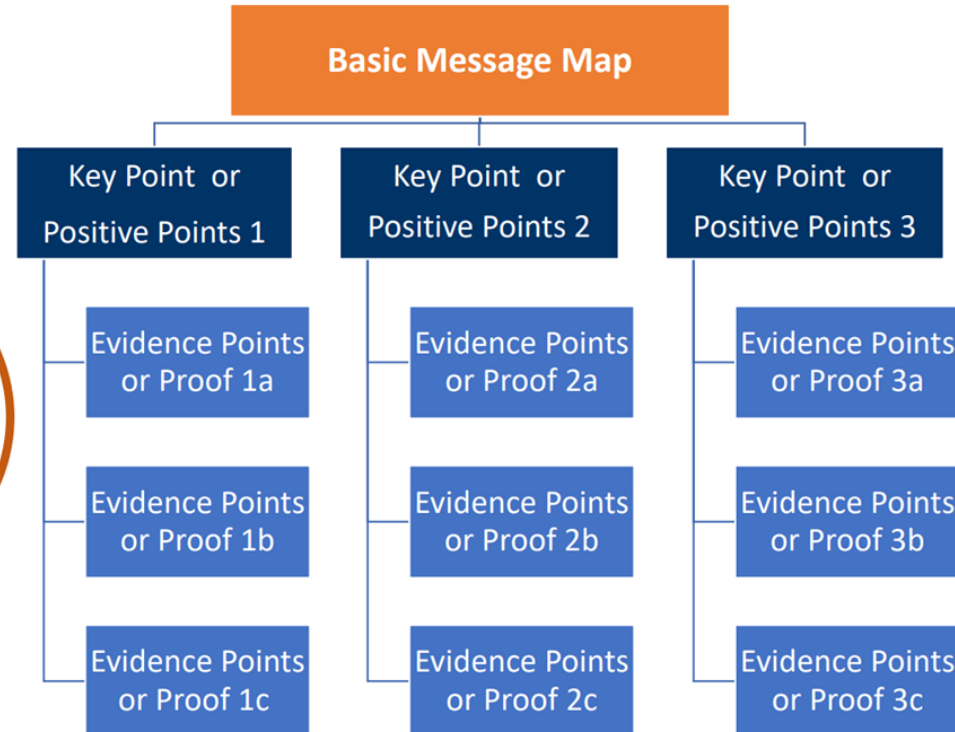 Basic Message Map
Key Point or
Positive Points 1
Key Point or
Positive Points 2
Key Point or
Positive Points 3
Evidence Points
or Proof 1a
Evidence Points
or Proof 2a
Evidence Points
or Proof 3a
Evidence Points
or Proof 1b
Evidence Points
or Proof 2b
Evidence Points
or Proof 3b
Evidence Points
or Proof 1c
Evidence Points
or Proof 2c
Evidence Points
or Proof 3c